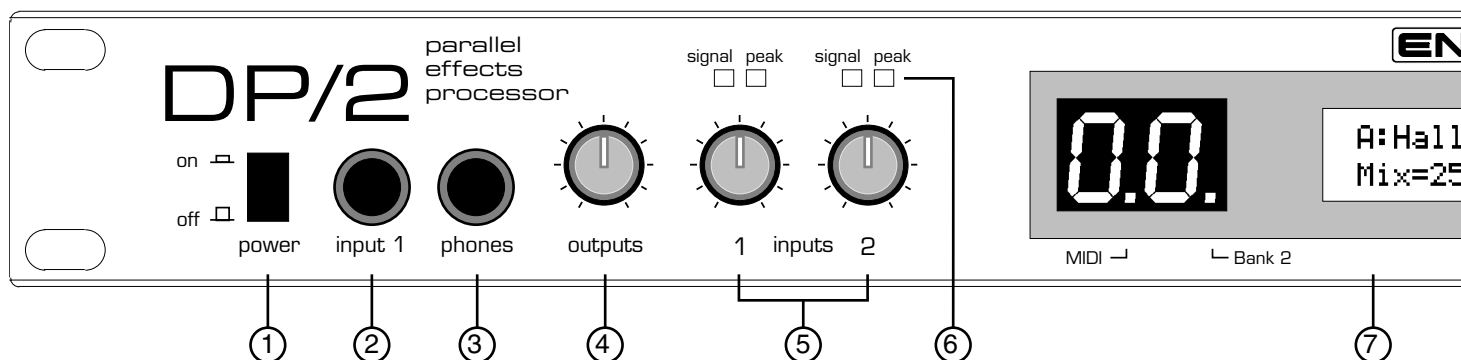 DP/2
parallel
effects
processor
signal peak
signal peak
EN
on
off
power
input 1
phones
outputs
1 inputs 2
0.0.
A:Hall
Mix=25
MIDI
Bank 2
1
2
3
4
5
6
7